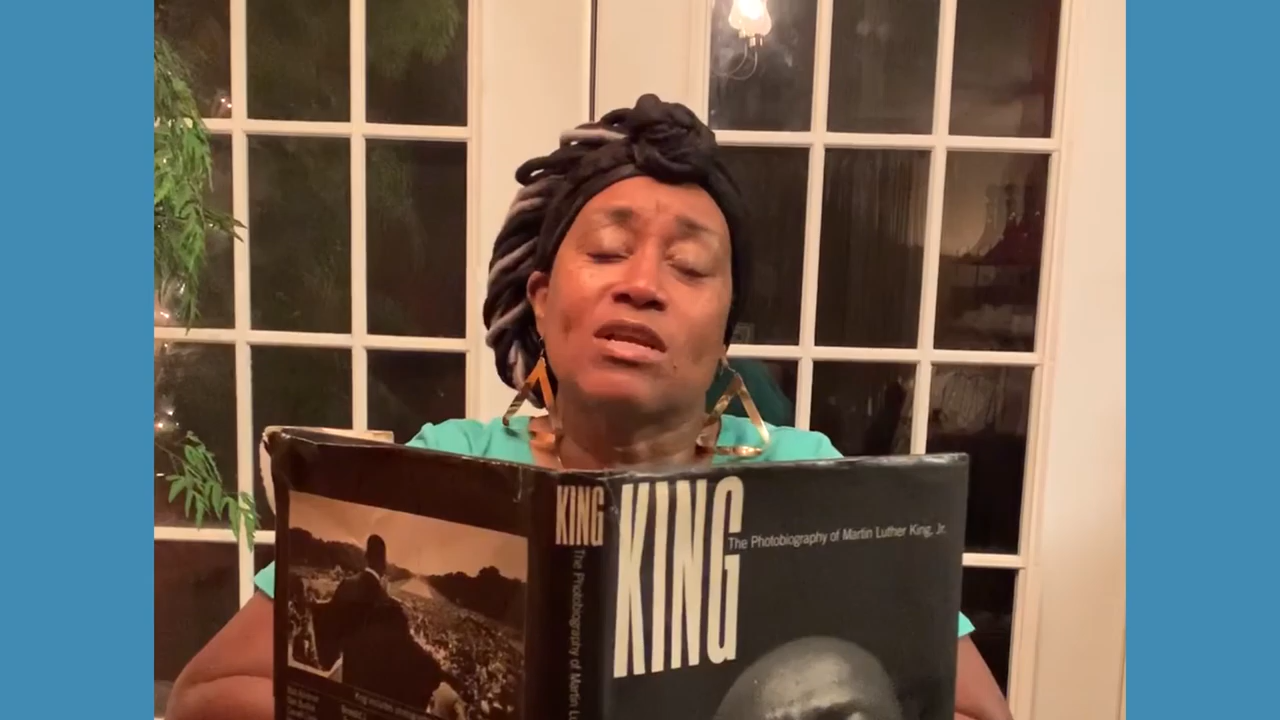 KING
The Photobiography of Martin Lu
KING
The Photobiography of Martin Luther King, Jr.